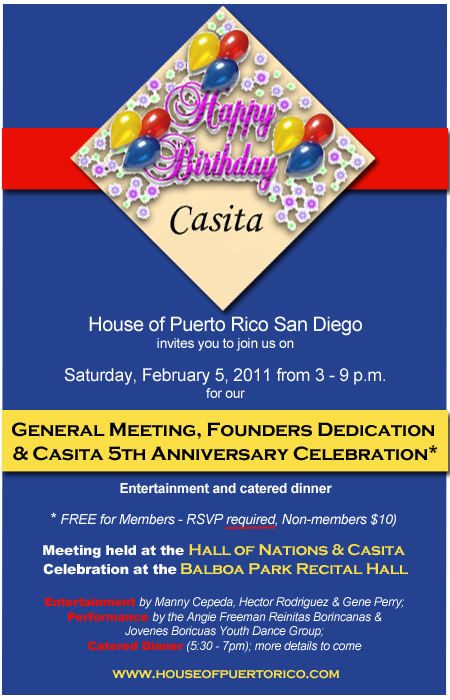 Happy
Birthday
Casita
House of Puerto Rico San Diego
invites you to join us on
Saturday, February 5, 2011 from 3 - 9 p.m.
for our
General Meeting, Founders Dedication
& Casita 5th Anniversary Celebration*
Entertainment and catered dinner
* FREE for Members - RSVP required, Non-members $10)
Meeting held at the Hall of Nations & Casita
Celebration at the Balboa Park Recital Hall
Entertainment by Manny Cepeda, Hector Rodriguez & Gene Perry;
Performance by the Angie Freeman Reinitas Borincanas &
Jovenes Boricuas Youth Dance Group;
Catered Dinner (5:30 - 7pm); more details to come
www.houseofpuertorico.com